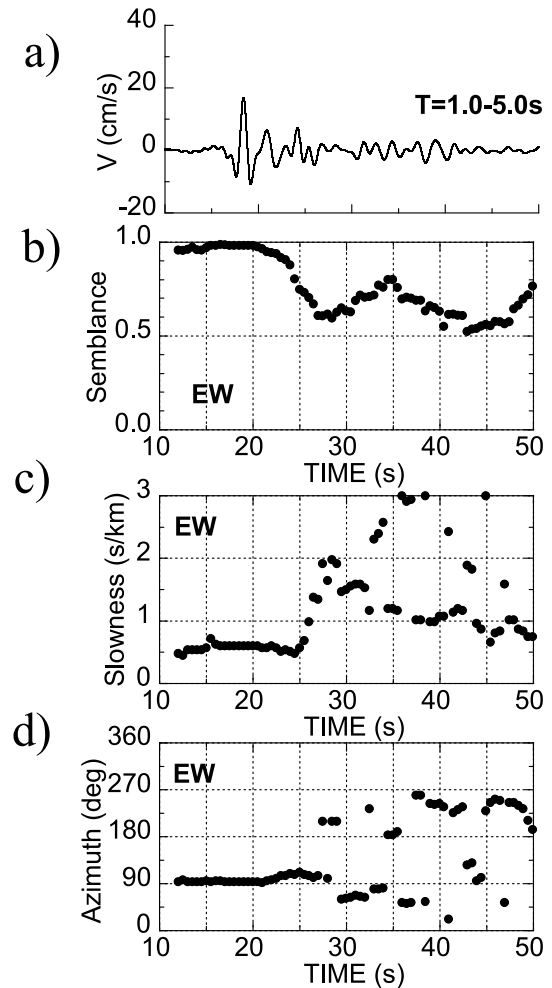 a)
V (cm/s)
40
20
0
-20
T=1.0-5.0s
b)
Semblance
1.0
0.5
0.0
EW
10 20 30 40 50
TIME (s)
c)
Slowness (s/km)
3
2
1
0
EW
10 20 30 40 50
TIME (s)
d)
Azimuth (deg)
360
270
180
90
0
EW
10 20 30 40 50
TIME (s)